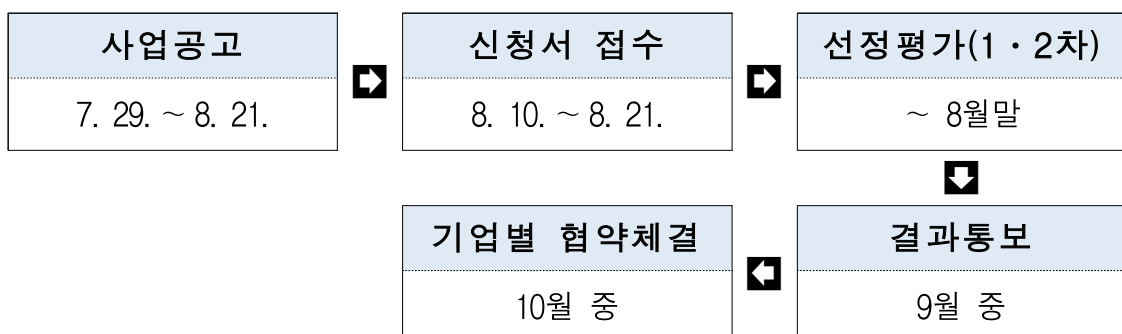 사업공고
7. 29. ~ 8. 21.
신청서 접수
8. 10. ~ 8. 21.
선정평가(1 · 2차)
~ 8월말
결과통보
9월 중
기업별 협약체결
10월 중